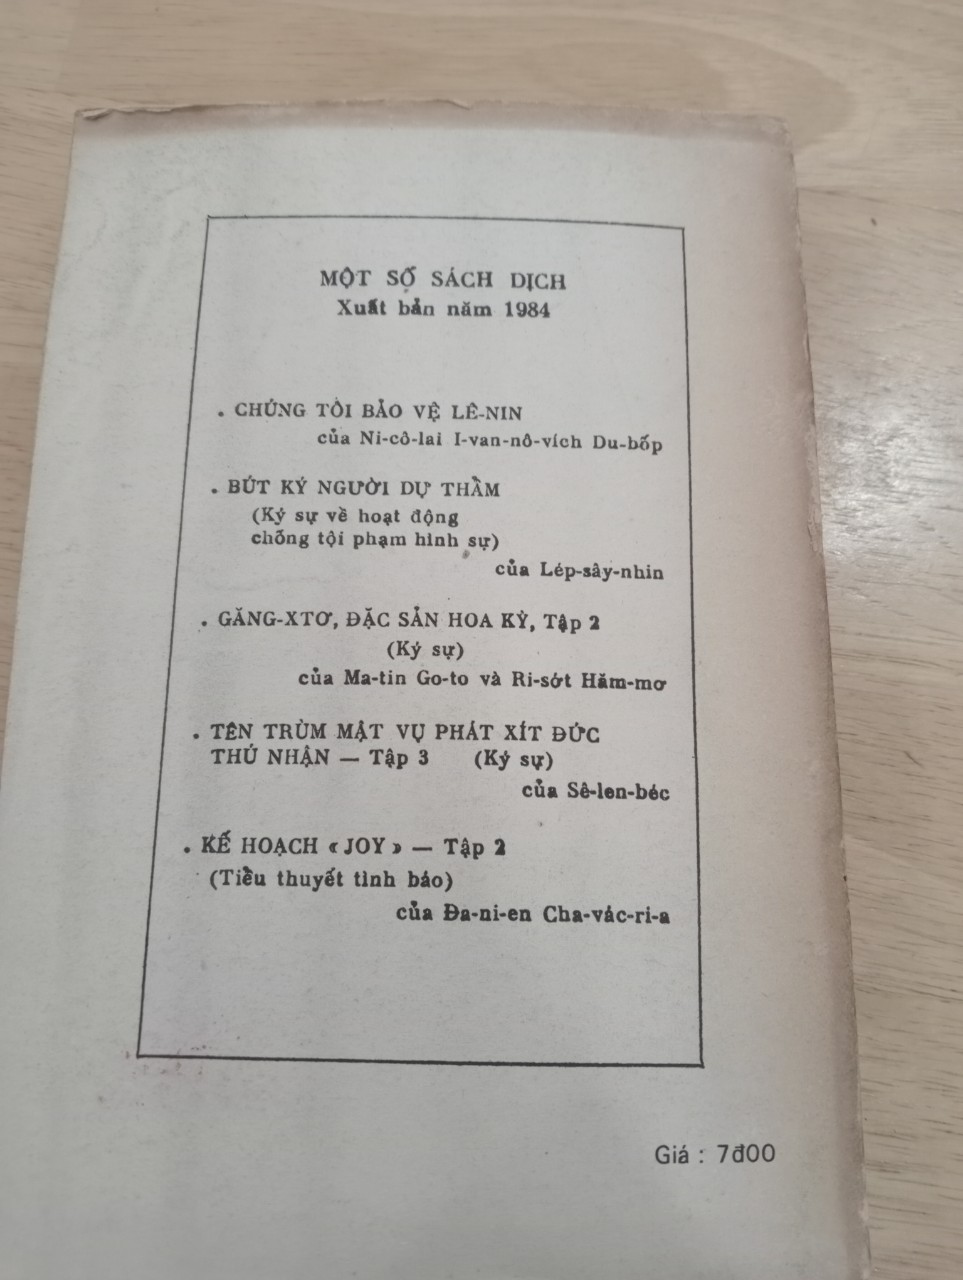 MỘT SỐ SÁCH DỊCH
Xuất bản năm 1984
. CHÚNG TÔI BẢO VỆ LÊ-NIN
của Ni-cô-lai I-van-nô-vích Du-bốp
. BÚT KÝ NGƯỜI DỰ THẨM
(Ký sự về hoạt động
chống tội phạm hình sự)
của Lép-sây-nhin
. GĂNG-XTƠ, ĐẶC SẢN HOA KỲ, Tập 2
(Ký sự)
của Ma-tin Go-to và Ri-sớt Hăm-mơ
. TÊN TRÙM MẬT VỤ PHÁT XÍT ĐỨC
THÚ NHẬN — Tập 3 (Ký sự)
của Sê-len-béc
. KẾ HOẠCH « JOY » — Tập 2
(Tiểu thuyết tình báo)
của Đa-ni-en Cha-vác-ri-a
Giá : 7đ00